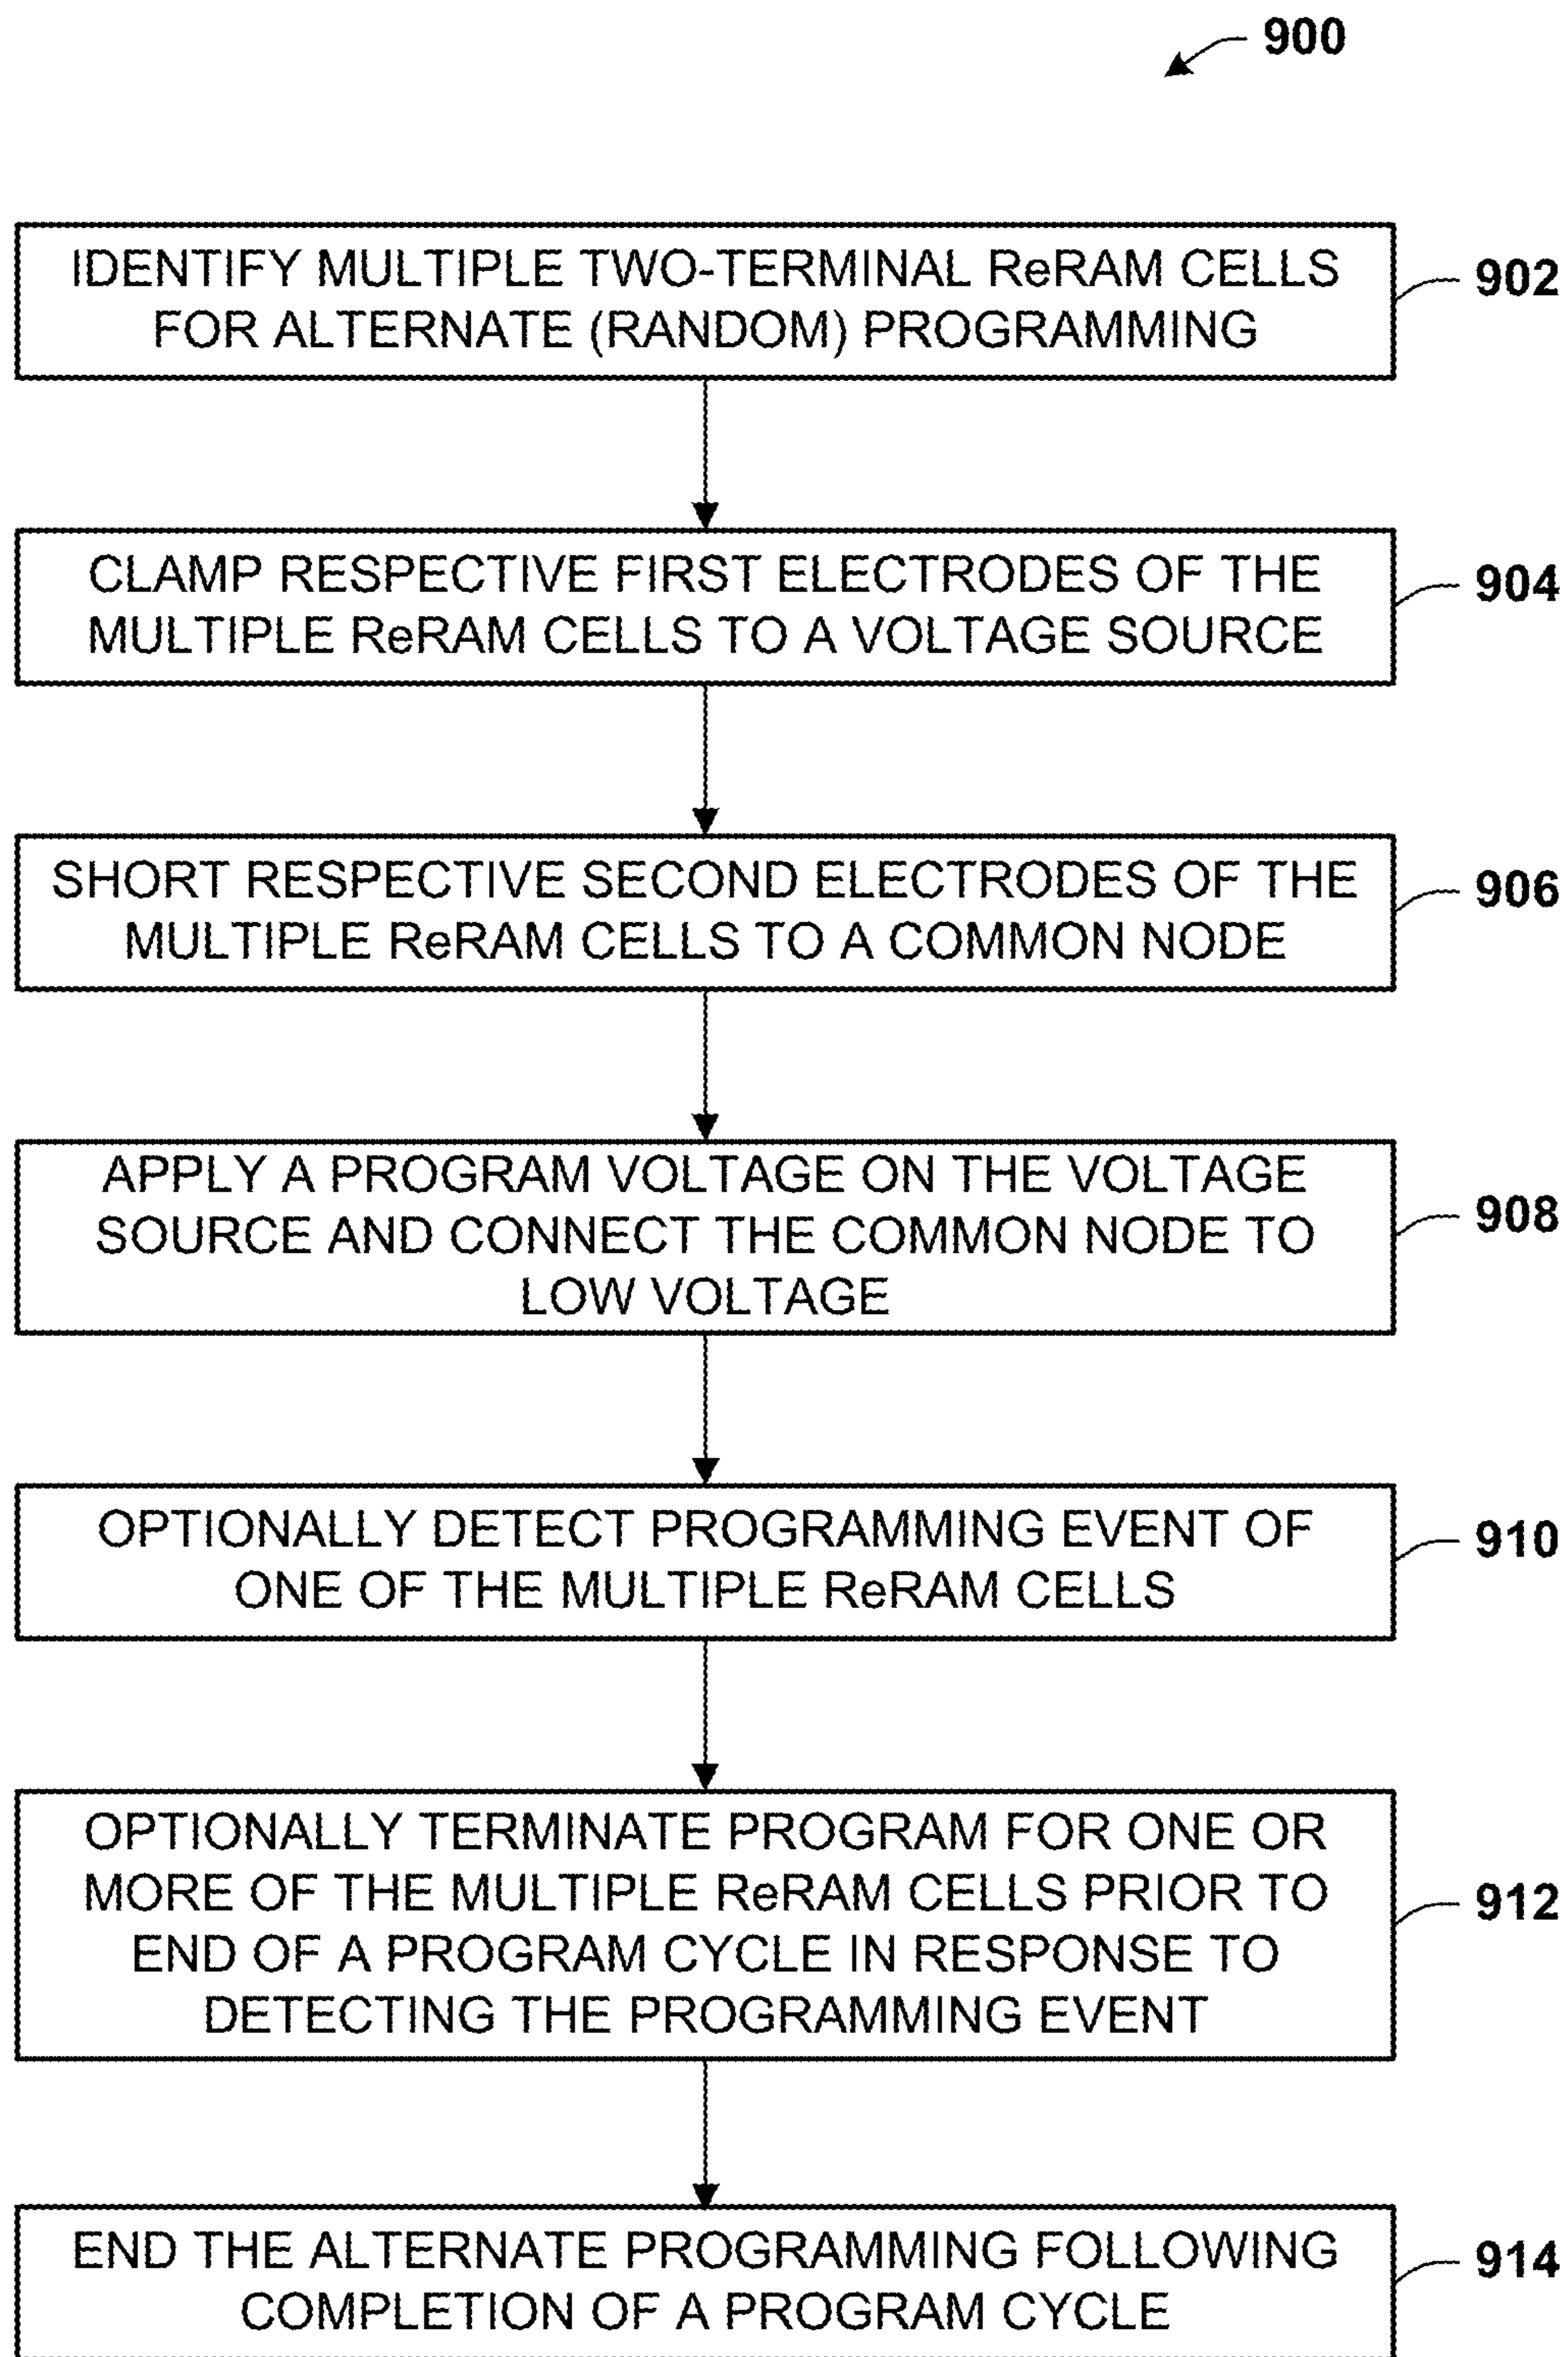 900
IDENTIFY MULTIPLE TWO-TERMINAL ReRAM CELLS
FOR ALTERNATE (RANDOM) PROGRAMMING
902
CLAMP RESPECTIVE FIRST ELECTRODES OF THE
MULTIPLE ReRAM CELLS TO A VOLTAGE SOURCE
904
SHORT RESPECTIVE SECOND ELECTRODES OF THE
MULTIPLE ReRAM CELLS TO A COMMON NODE
906
APPLY A PROGRAM VOLTAGE ON THE VOLTAGE
SOURCE AND CONNECT THE COMMON NODE TO
LOW VOLTAGE
908
OPTIONALLY DETECT PROGRAMMING EVENT OF
ONE OF THE MULTIPLE ReRAM CELLS
910
OPTIONALLY TERMINATE PROGRAM FOR ONE OR
MORE OF THE MULTIPLE ReRAM CELLS PRIOR TO
END OF A PROGRAM CYCLE IN RESPONSE TO
DETECTING THE PROGRAMMING EVENT
912
END THE ALTERNATE PROGRAMMING FOLLOWING
COMPLETION OF A PROGRAM CYCLE
914